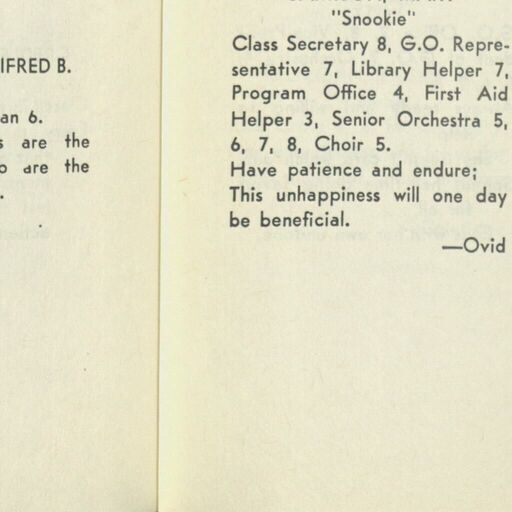 IFRED B.
an 6.
are the
are the
"Snookie"
Class Secretary 8, G.O. Repre-
sentative 7, Library Helper 7,
Program Office 4, First Aid
Helper 3, Senior Orchestra 5,
6, 7, 8, Choir 5.
Have patience and endure;
This unhappiness will one day
be beneficial.
—Ovid